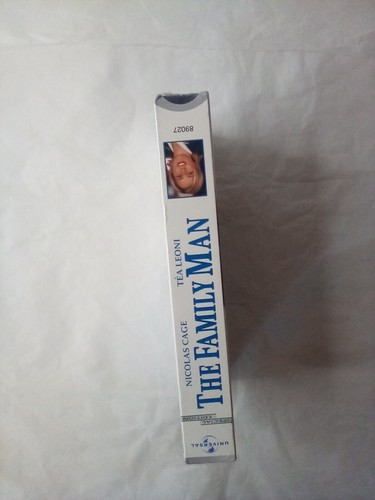 89027
NICOLAS CAGE TÉA LEONI
THE FAMILY MAN
UNIVERSAL